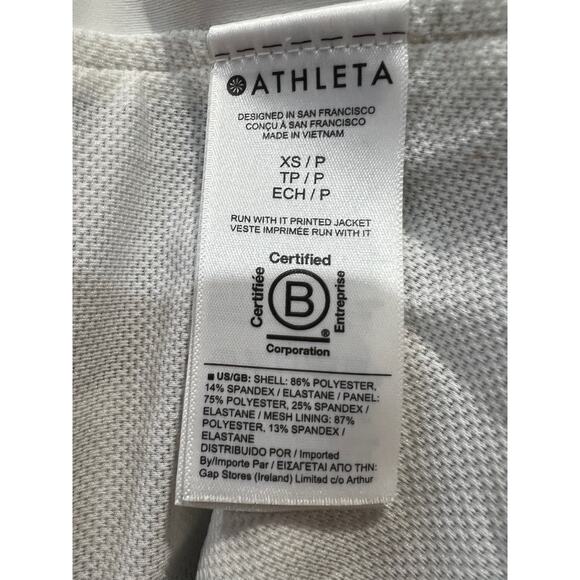 ATHLETA
DESIGNED IN SAN FRANCISCO
CONÇU À SAN FRANCISCO
MADE IN VIETNAM
XS / P
TP / P
ECH / P
RUN WITH IT PRINTED JACKET
VESTE IMPRIMÉE RUN WITH IT
Certified
Certifiée
B
Entreprise
®
Corporation
■ US/GB: SHELL: 86% POLYESTER,
14% SPANDEX / ELASTANE / PANEL:
75% POLYESTER, 25% SPANDEX /
ELASTANE / MESH LINING: 87%
POLYESTER, 13% SPANDEX /
ELASTANE
DISTRIBUIDO POR / Imported
By/Importe Par / ΕΙΣΑΓΕΤΑΙ ΑΠΟ ΤΗΝ:
Gap Stores (Ireland) Limited c/o Arthur